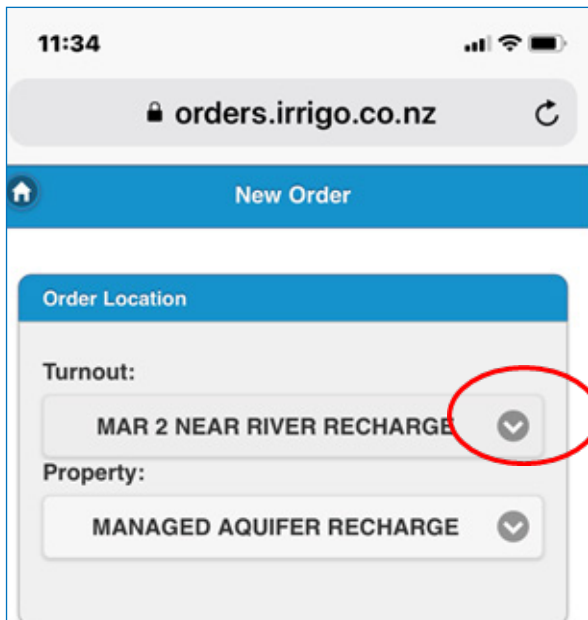 11:34
orders.irrigo.co.nz
New Order
Order Location
Turnout:
MAR 2 NEAR RIVER RECHARGE
Property:
MANAGED AQUIFER RECHARGE